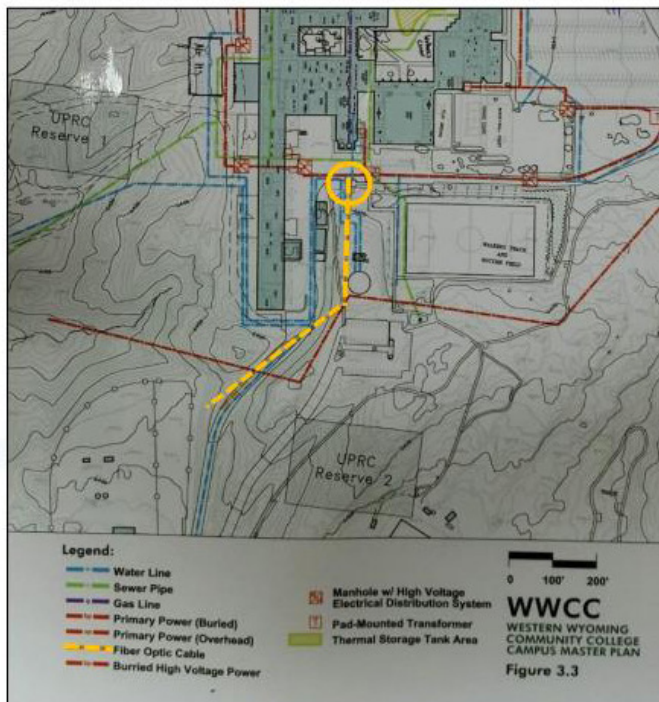 UPRC
Reserve 1
WALKERS TRACK
AND
SOCCER FIELD
UPRC
Reserve 2
Legend:
Water Line
Sewer Pipe
Gas Line
Primary Power (Buried)
Primary Power (Overhead)
Fiber Optic Cable
Burried High Voltage Power
Manhole w/ High Voltage
Electrical Distribution System
T Pad-Mounted Transformer
Thermal Storage Tank Area
0 100' 200'
WWCC
WESTERN WYOMING
COMMUNITY COLLEGE
CAMPUS MASTER PLAN
Figure 3.3